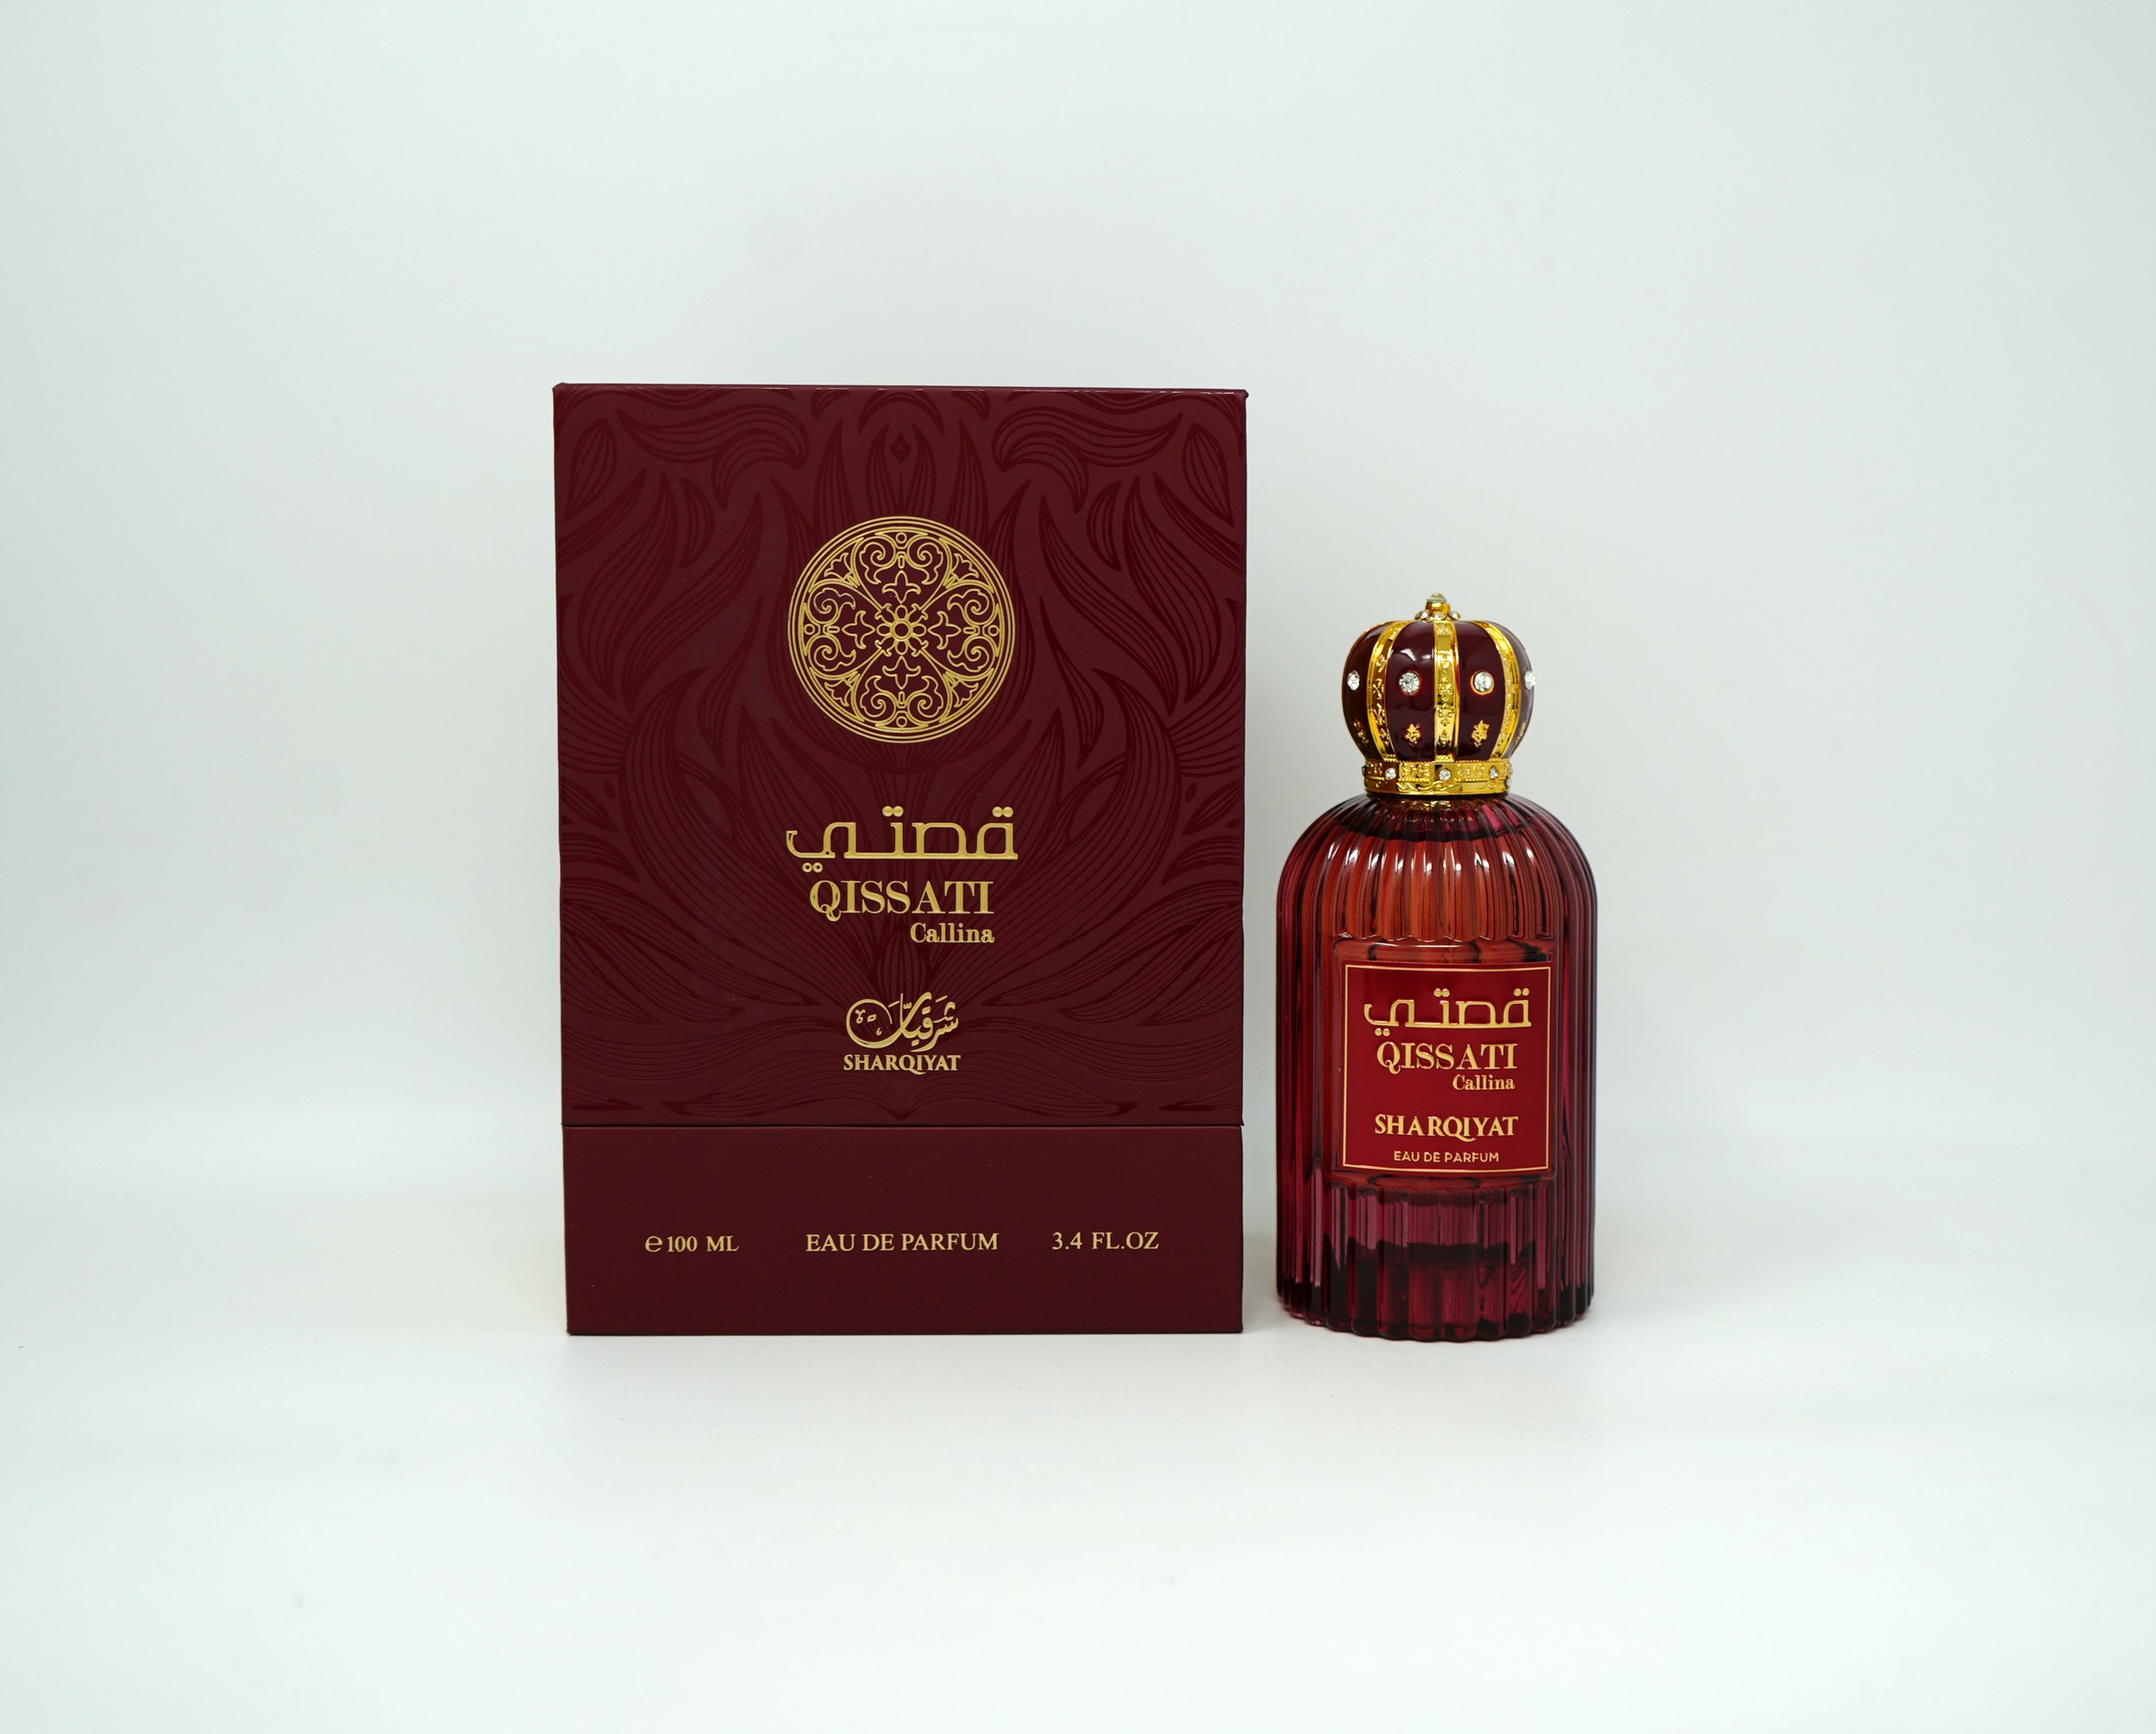 قصتي
QISSATI
Callina
شرقيات
SHARQIYAT
℮100 ML EAU DE PARFUM 3.4 FL.OZ
قصتي
QISSATI
Callina
SHARQIYAT
EAU DE PARFUM